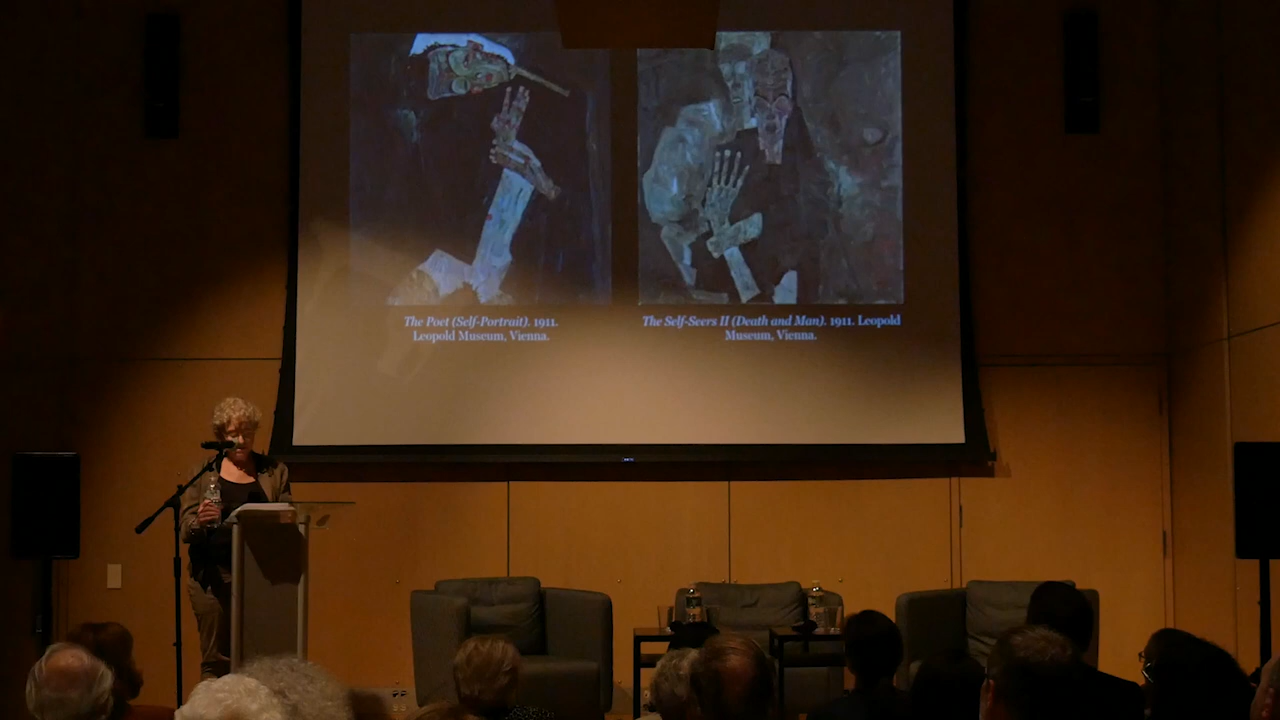 The Poet (Self-Portrait). 1911.
Leopold Museum, Vienna.
The Self-Seers II (Death and Man). 1911. Leopold
Museum, Vienna.